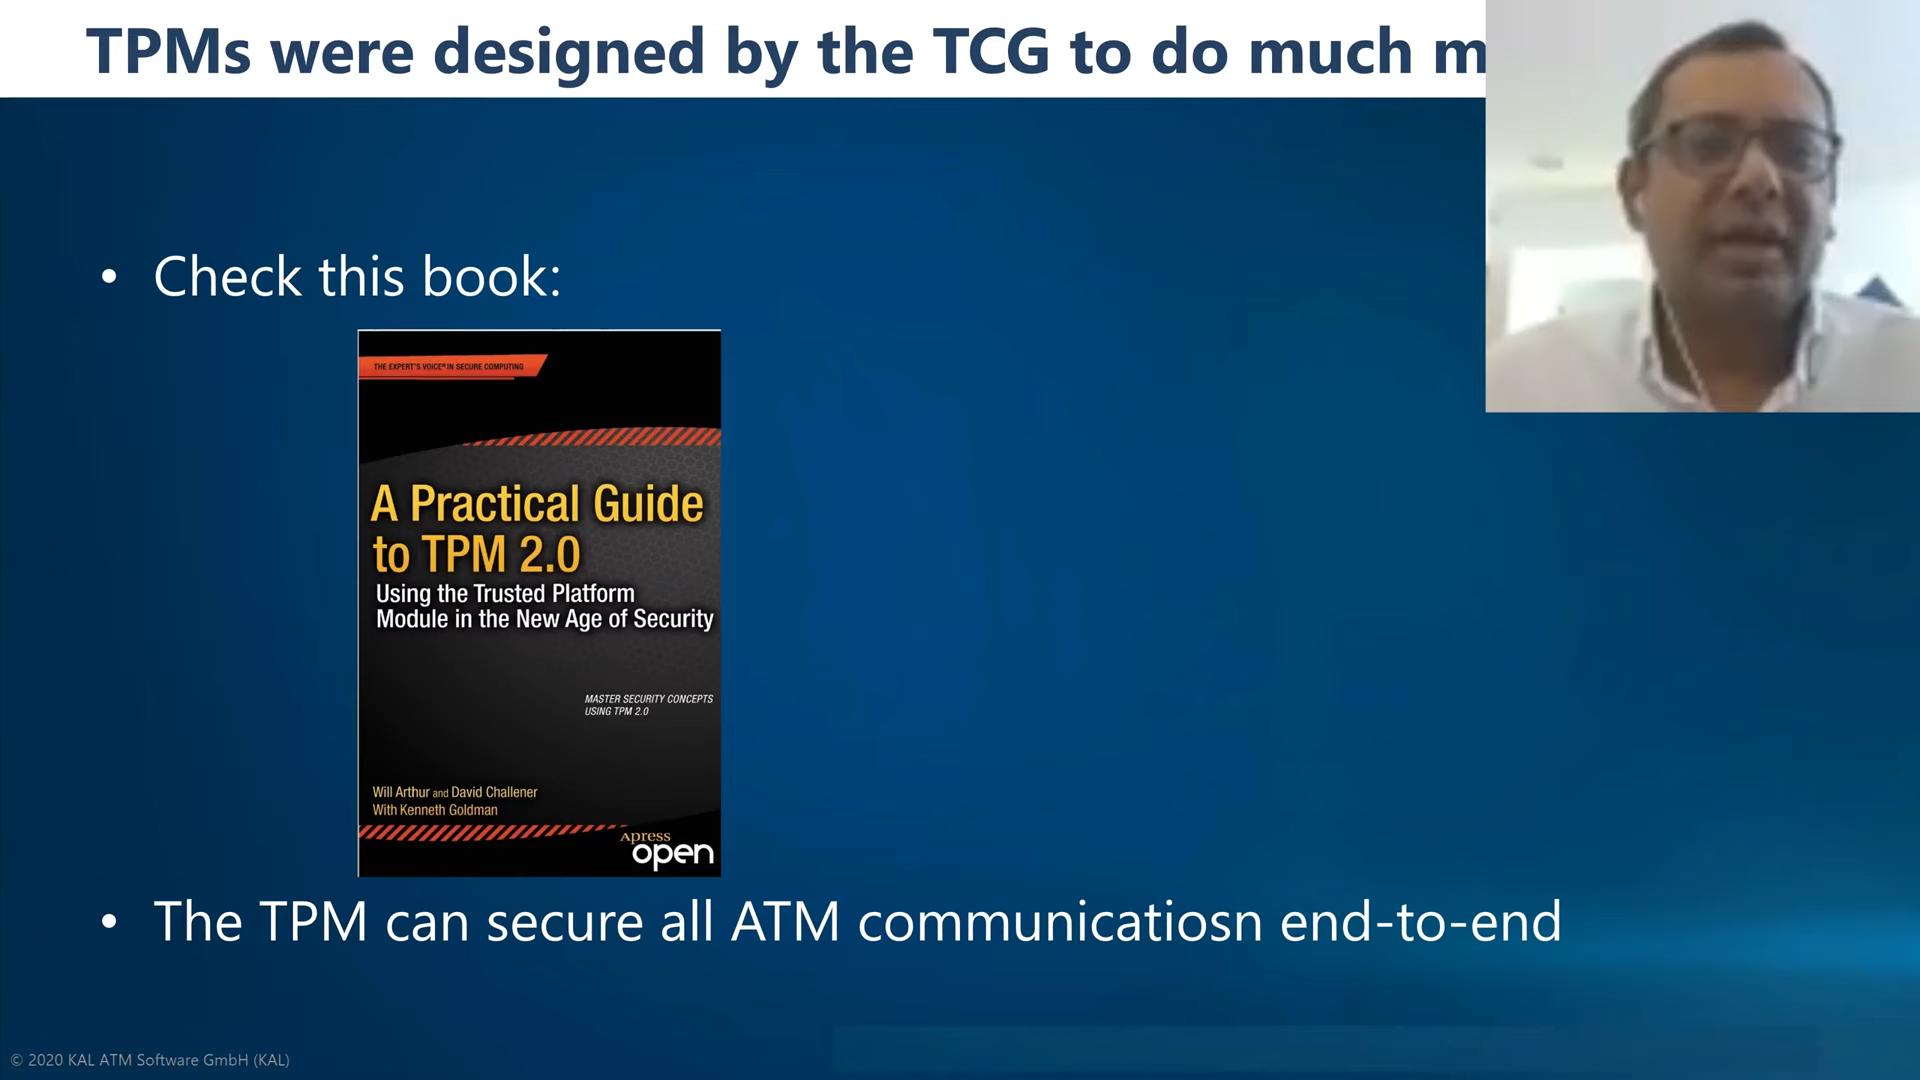 TPMs were designed by the TCG to do much m
• Check this book:
THE EXPERT'S VOICE® IN SECURE COMPUTING
A Practical Guide
to TPM 2.0
Using the Trusted Platform
Module in the New Age of Security
MASTER SECURITY CONCEPTS
USING TPM 2.0
Will Arthur and David Challener
With Kenneth Goldman
Apress
open
• The TPM can secure all ATM communicatiosn end-to-end
© 2020 KAL ATM Software GmbH (KAL)